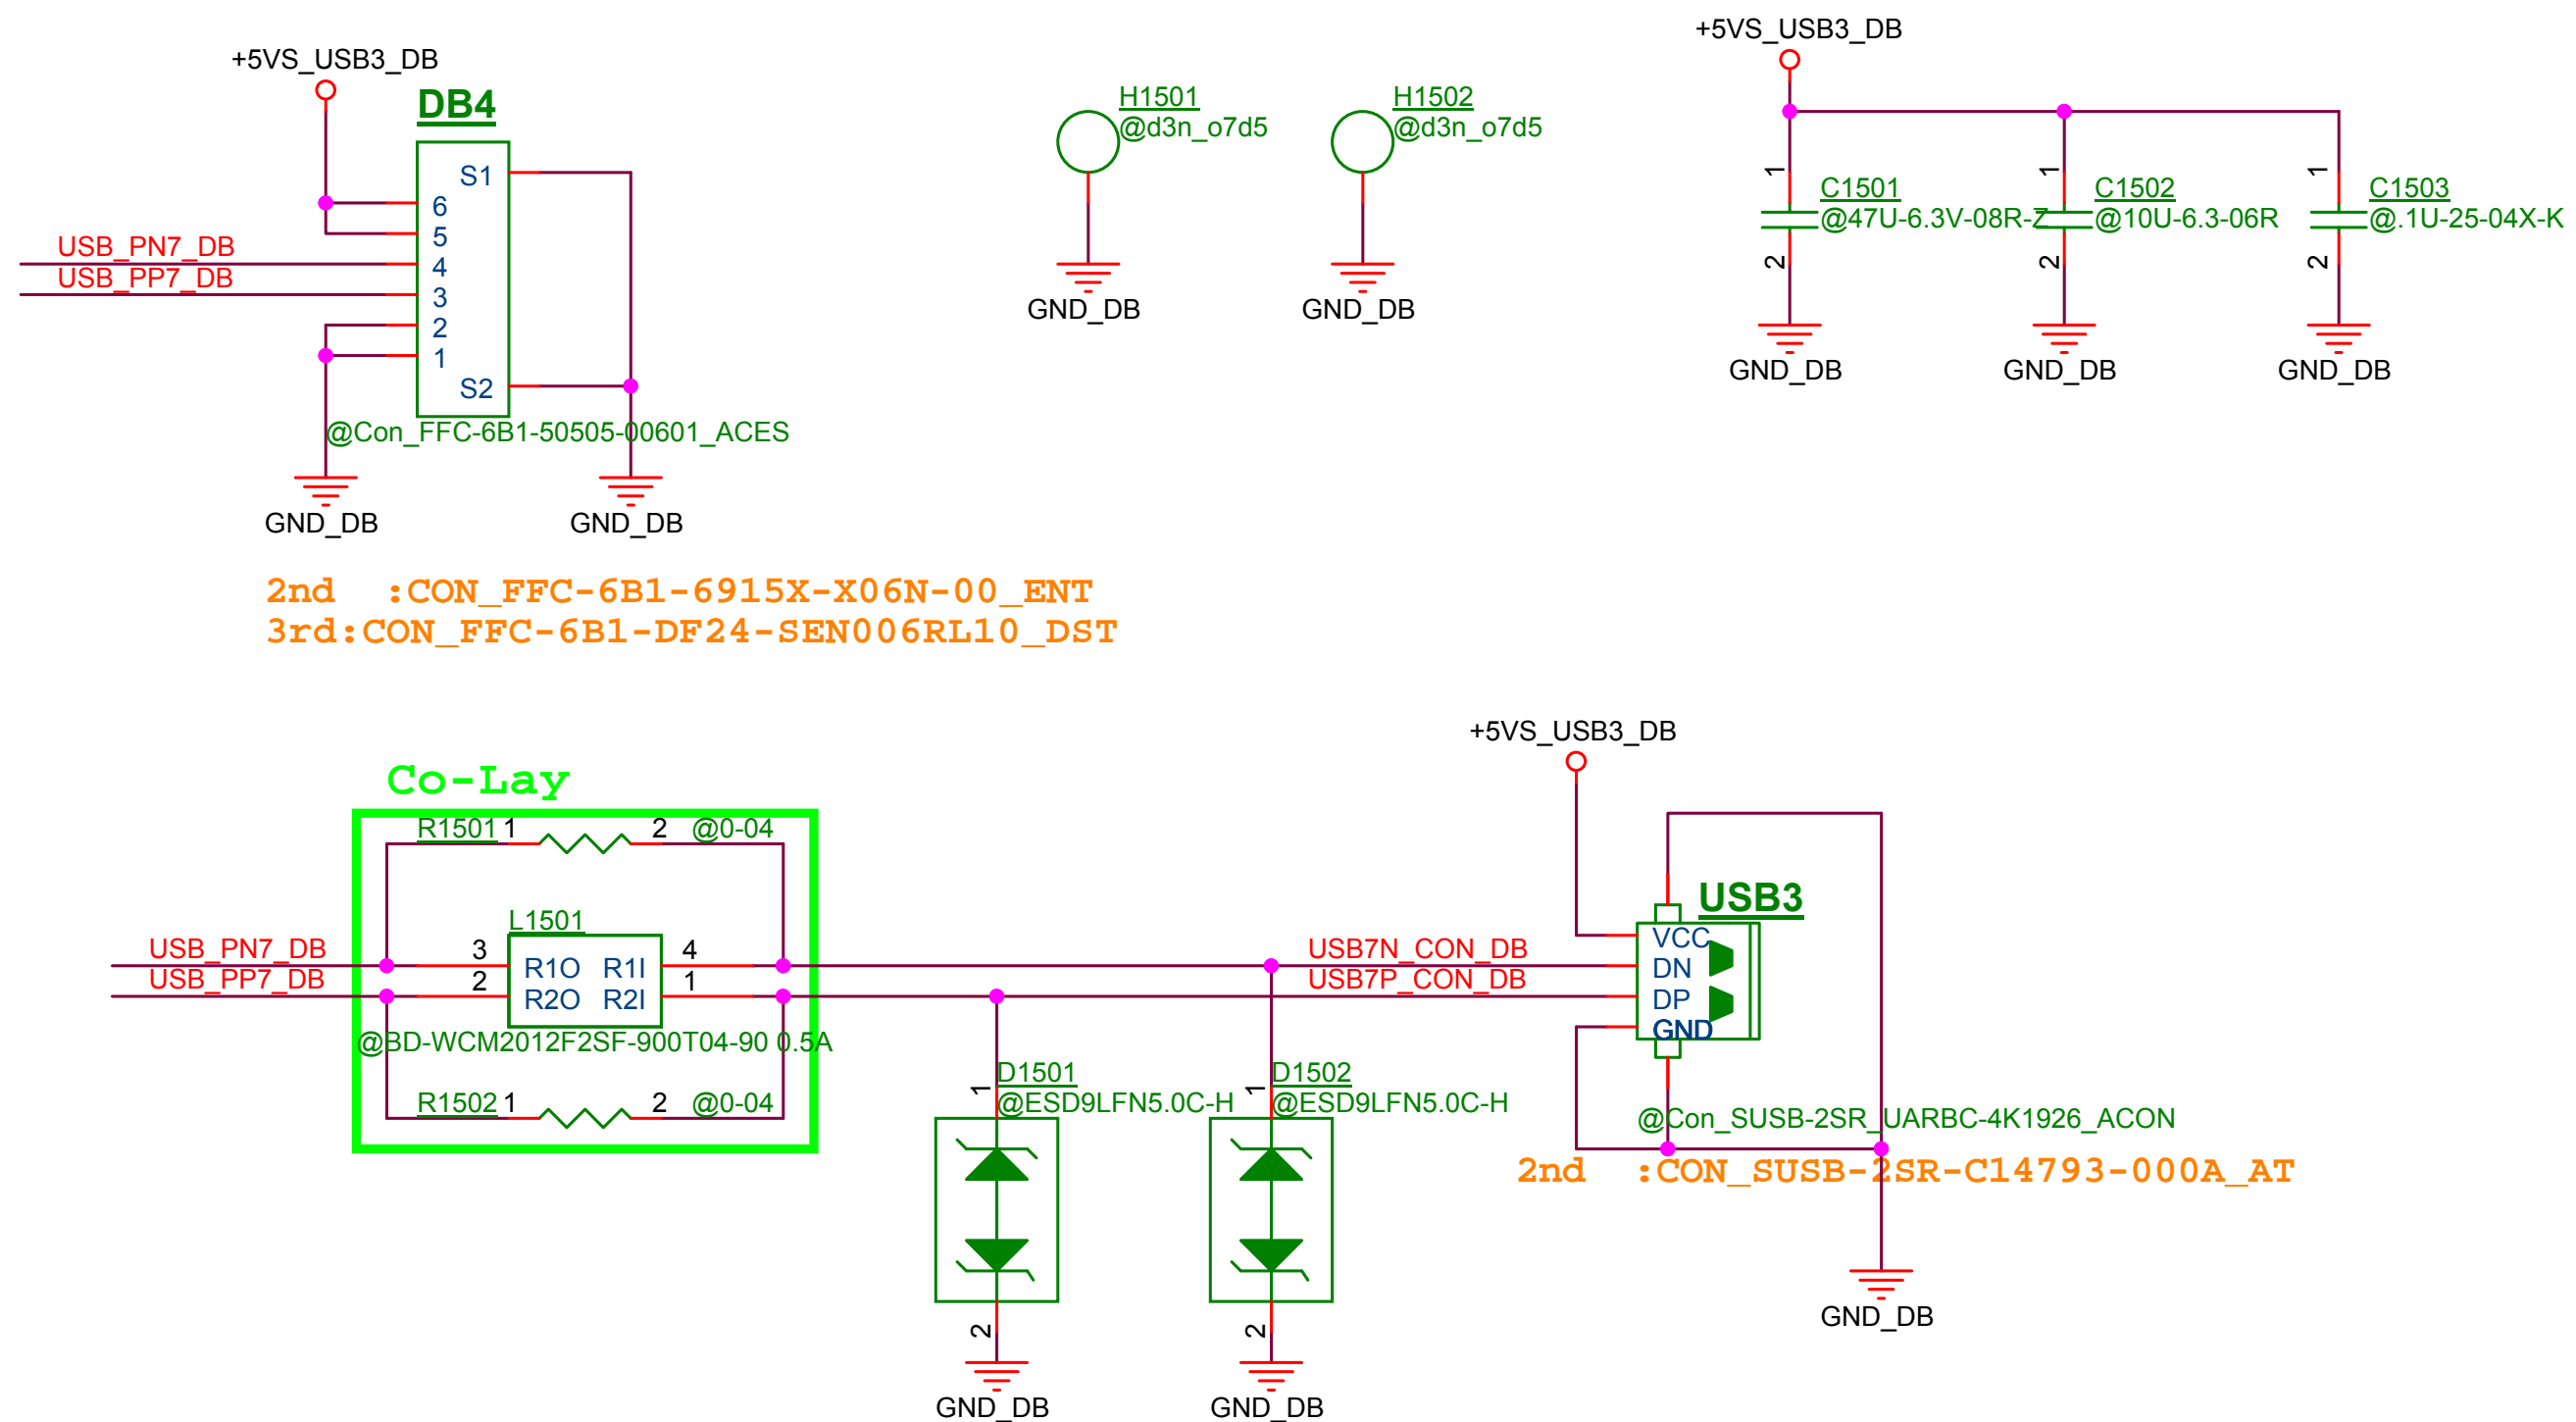 +5VS_USB3_DB
DB4
S1
6
5
USB_PN7_DB
4
USB_PP7_DB
3
2
1
S2
@Con_FFC-6B1-50505-00601_ACES
GND_DB
GND_DB
2nd :CON_FFC-6B1-6915X-X06N-00_ENT
3rd:CON_FFC-6B1-DF24-SEN006RL10_DST
H1501
@d3n_o7d5
GND_DB
H1502
@d3n_o7d5
GND_DB
+5VS_USB3_DB
1
C1501
@47U-6.3V-08R-Z
2
GND_DB
1
C1502
@10U-6.3-06R
2
GND_DB
1
C1503
@.1U-25-04X-K
2
GND_DB
Co-Lay
R1501 1 2 @0-04
L1501
USB_PN7_DB 3 R1O R1I 4
USB_PP7_DB 2 R2O R2I 1
@BD-WCM2012F2SF-900T04-90 0.5A
R1502 1 2 @0-04
D1501
1
@ESD9LFN5.0C-H
2
GND_DB
D1502
1
@ESD9LFN5.0C-H
2
GND_DB
+5VS_USB3_DB
USB3
VCC
USB7N_CON_DB DN
USB7P_CON_DB DP
GND
@Con_SUSB-2SR_UARBC-4K1926_ACON
2nd :CON_SUSB-2SR-C14793-000A_AT
GND_DB